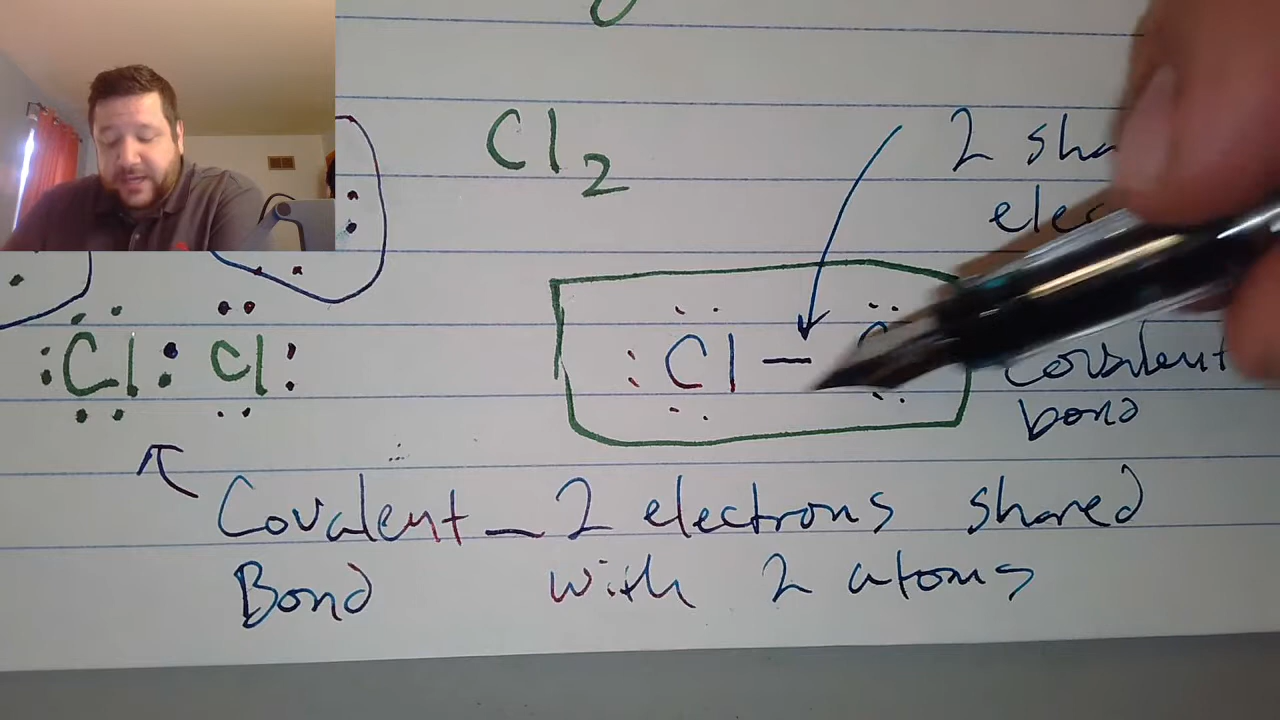 Cl2
2 sha
elec
:Cl:Cl:
:Cl—
covalent
bond
Covalent — 2 electrons shared
Bond with 2 atoms